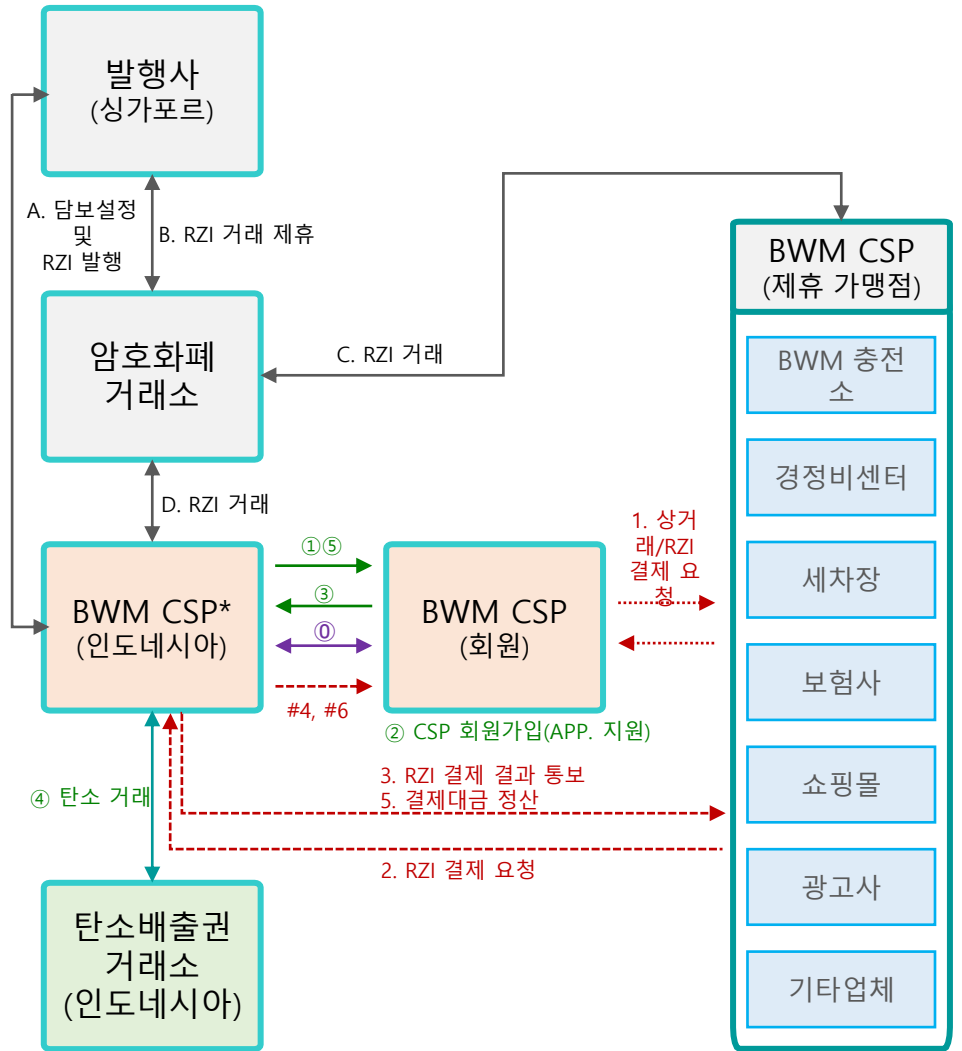 발행사
(싱가포르)
A. 담보설정
및
RZI 발행
B. RZI 거래 제휴
암호화폐
거래소
C. RZI 거래
BWM CSP
(제휴 가맹점)
BWM 충전
소
경정비센터
세차장
보험사
쇼핑몰
광고사
기타업체
D. RZI 거래
BWM CSP*
(인도네시아)
①⑤
③
⓪
#4, #6
BWM CSP
(회원)
1. 상거
래/RZI
결제 요
청
② CSP 회원가입(APP. 지원)
3. RZI 결제 결과 통보
5. 결제대금 정산
2. RZI 결제 요청
④ 탄소 거래
탄소배출권
거래소
(인도네시아)